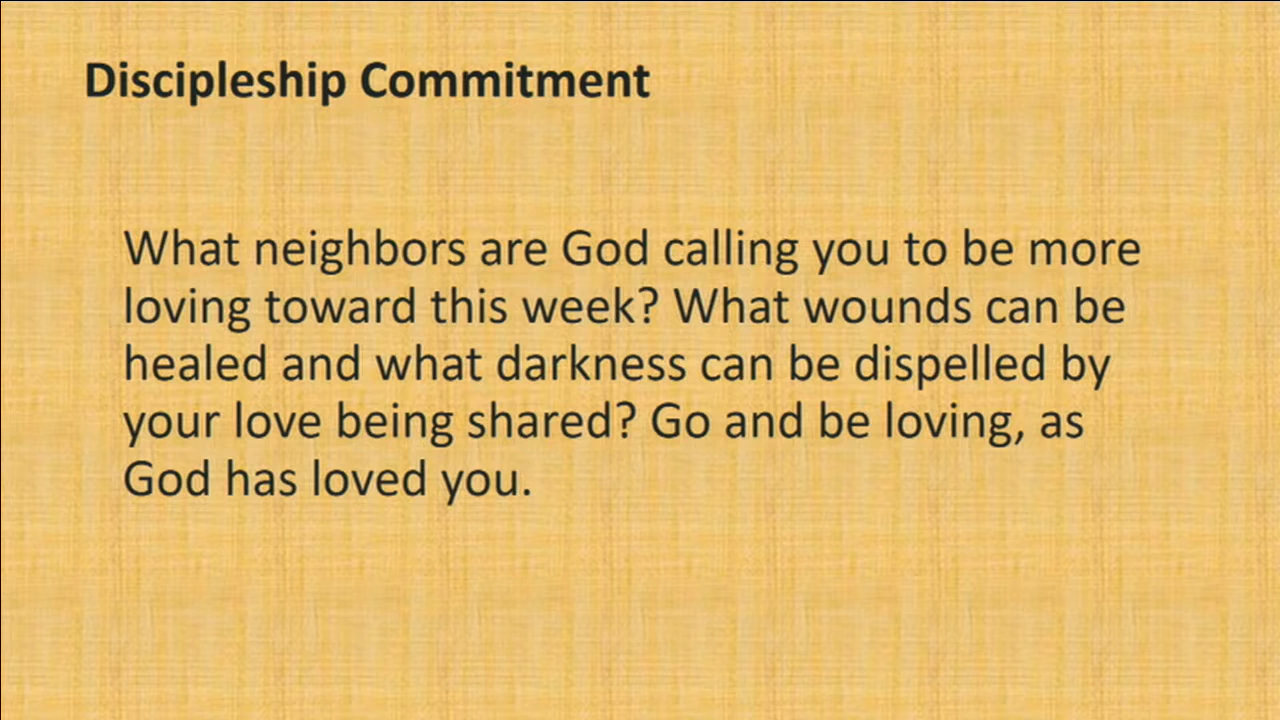 Discipleship Commitment
What neighbors are God calling you to be more
loving toward this week? What wounds can be
healed and what darkness can be dispelled by
your love being shared? Go and be loving, as
God has loved you.